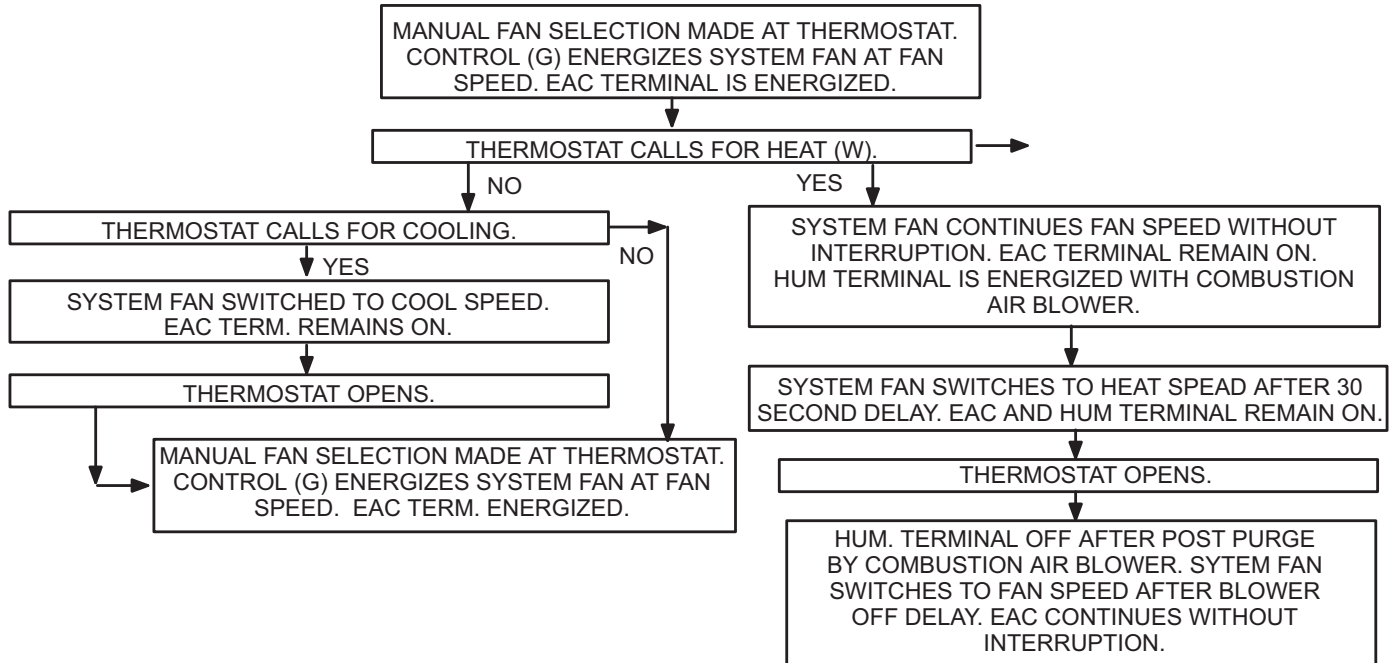 MANUAL FAN SELECTION MADE AT THERMOSTAT.
CONTROL (G) ENERGIZES SYSTEM FAN AT FAN
SPEED. EAC TERMINAL IS ENERGIZED.
THERMOSTAT CALLS FOR HEAT (W).
NO
YES
THERMOSTAT CALLS FOR COOLING.
NO
YES
SYSTEM FAN SWITCHED TO COOL SPEED.
EAC TERM. REMAINS ON.
THERMOSTAT OPENS.
MANUAL FAN SELECTION MADE AT THERMOSTAT.
CONTROL (G) ENERGIZES SYSTEM FAN AT FAN
SPEED. EAC TERM. ENERGIZED.
SYSTEM FAN CONTINUES FAN SPEED WITHOUT
INTERRUPTION. EAC TERMINAL REMAIN ON.
HUM TERMINAL IS ENERGIZED WITH COMBUSTION
AIR BLOWER.
SYSTEM FAN SWITCHES TO HEAT SPEAD AFTER 30
SECOND DELAY. EAC AND HUM TERMINAL REMAIN ON.
THERMOSTAT OPENS.
HUM. TERMINAL OFF AFTER POST PURGE
BY COMBUSTION AIR BLOWER. SYTEM FAN
SWITCHES TO FAN SPEED AFTER BLOWER
OFF DELAY. EAC CONTINUES WITHOUT
INTERRUPTION.